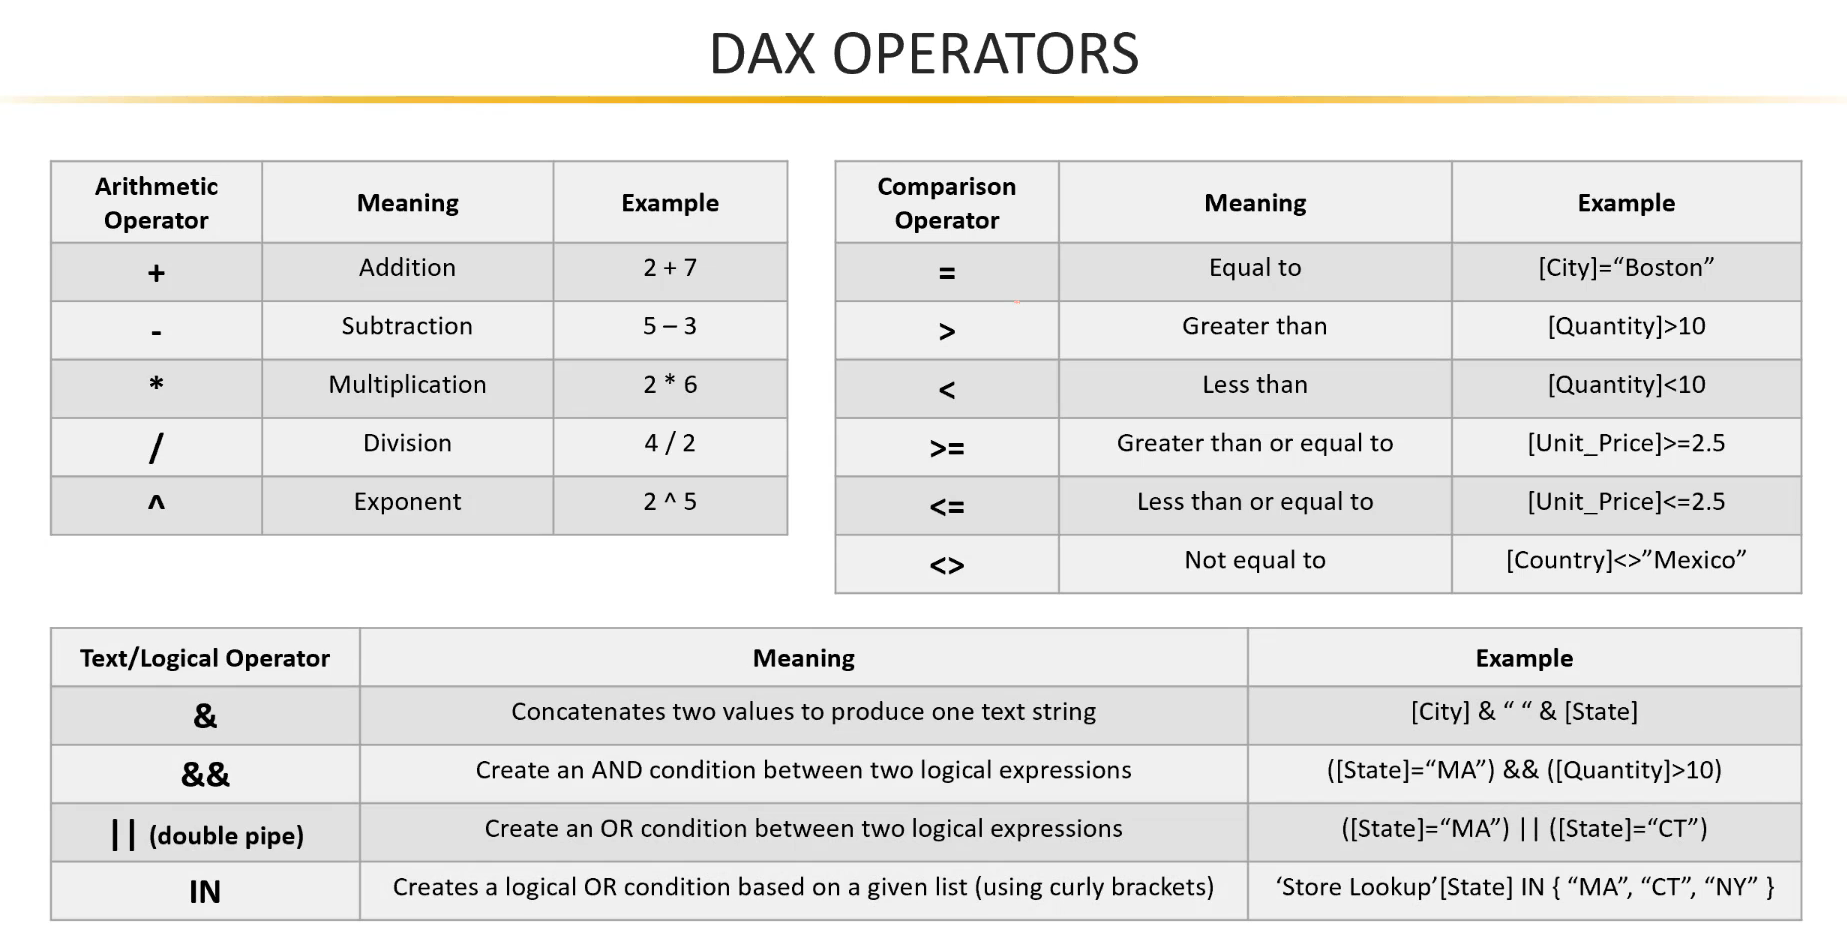 DAX OPERATORS
Arithmetic
Operator
Meaning
Example
+
Addition
2 + 7
-
Subtraction
5 – 3
*
Multiplication
2 * 6
/
Division
4 / 2
^
Exponent
2 ^ 5
Comparison
Operator
Meaning
Example
=
Equal to
[City]=“Boston”
>
Greater than
[Quantity]>10
<
Less than
[Quantity]<10
>=
Greater than or equal to
[Unit_Price]>=2.5
<=
Less than or equal to
[Unit_Price]<=2.5
<>
Not equal to
[Country]<>”Mexico”
Text/Logical Operator
Meaning
Example
&
Concatenates two values to produce one text string
[City] & “ “ & [State]
&&
Create an AND condition between two logical expressions
([State]=“MA”) && ([Quantity]>10)
|| (double pipe)
Create an OR condition between two logical expressions
([State]=“MA”) || ([State]=“CT”)
IN
Creates a logical OR condition based on a given list (using curly brackets)
‘Store Lookup’[State] IN { “MA”, “CT”, “NY” }